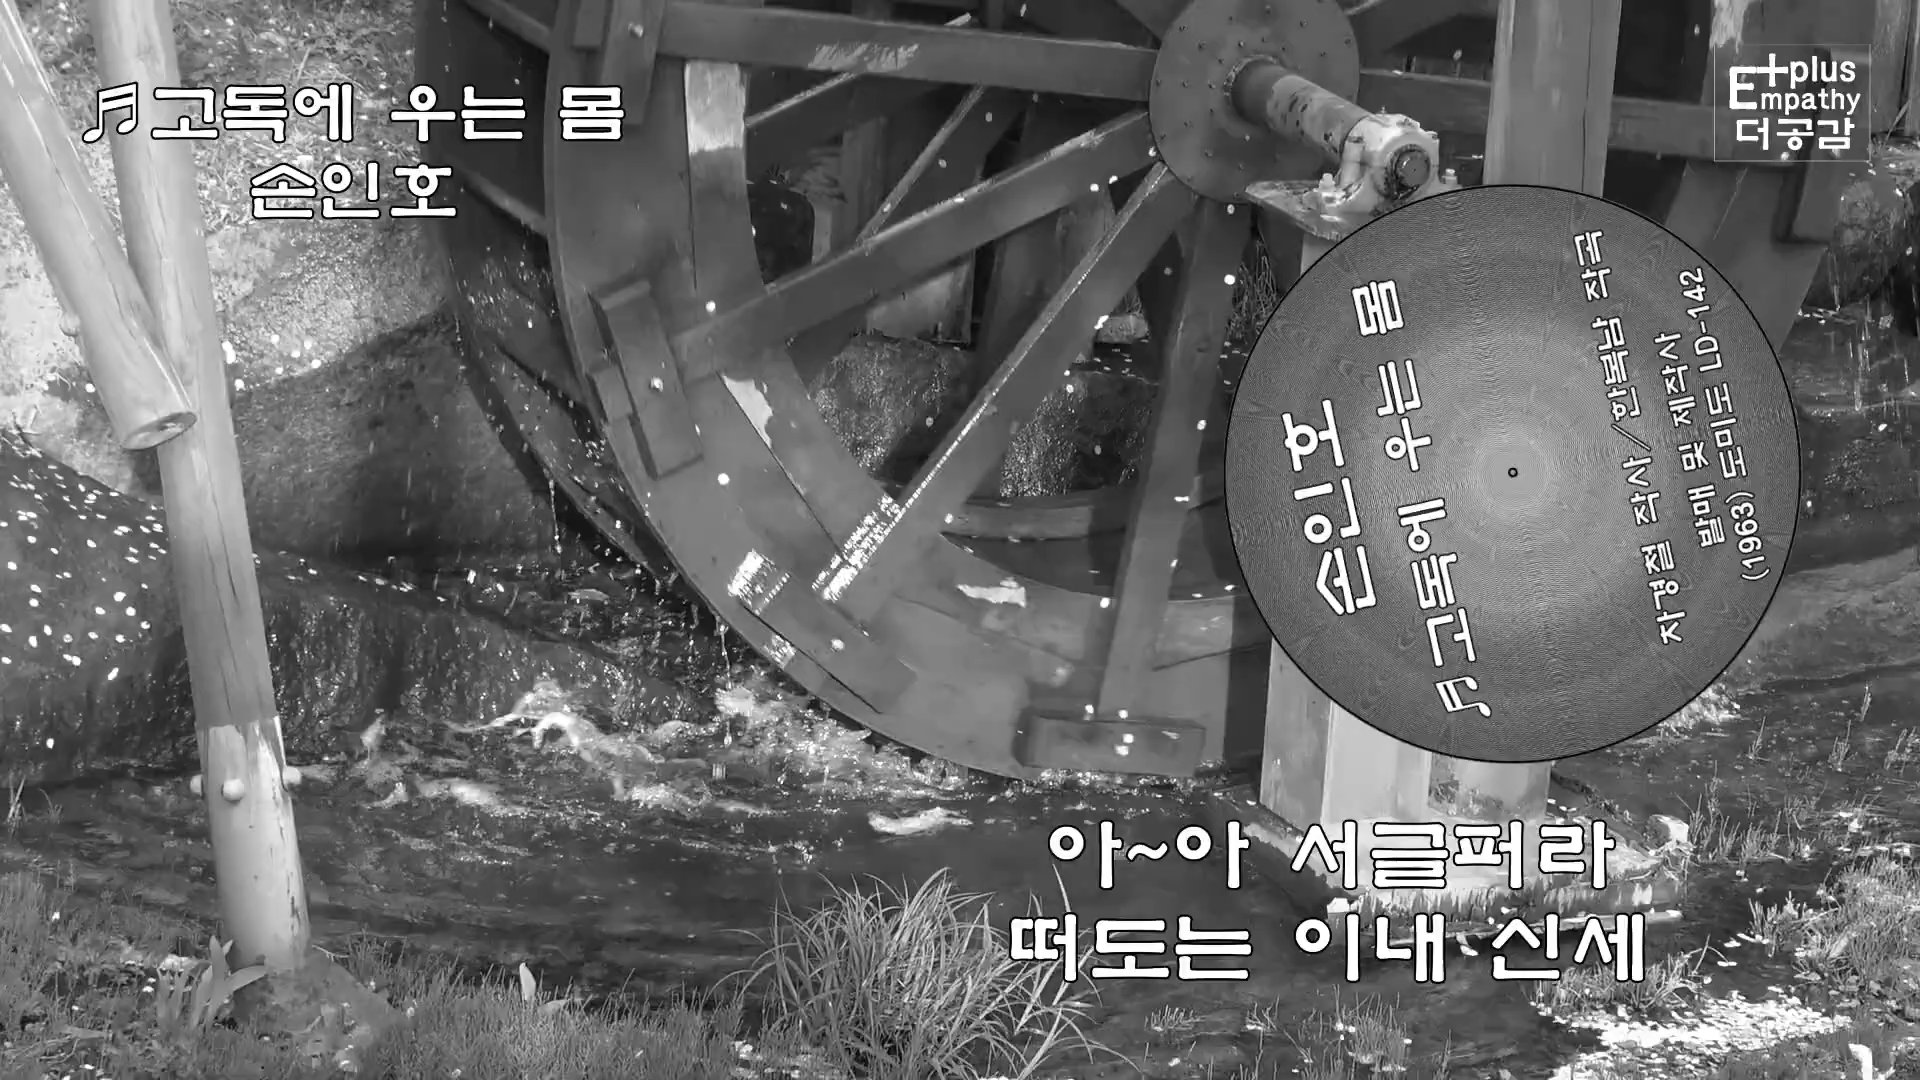 ♬고독에 우는 몸
손인호
E+plus
Empathy
더공감
손인호
♬고독에 우는 몸
차경철 작사/한복남 작곡
발매 및 제작사
(1963) 도미도 LD-142
아~아 서글퍼라
떠도는 이내 신세